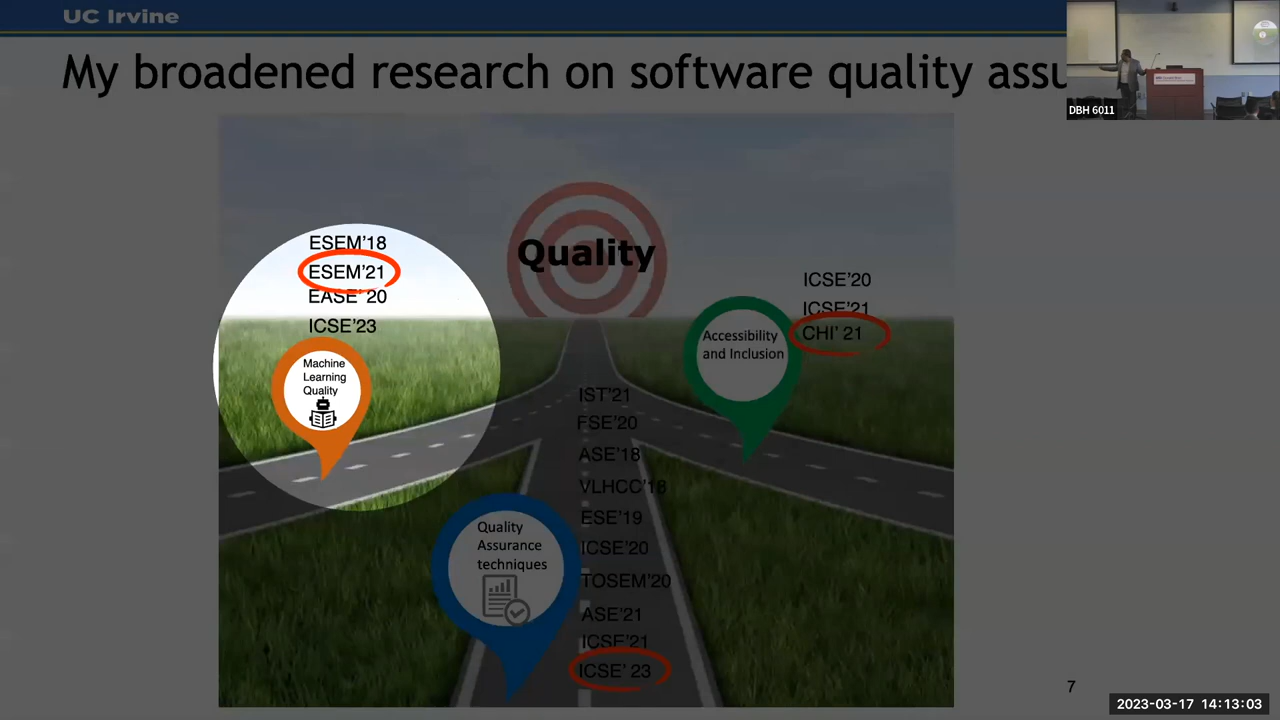 UC Irvine
My broadened research on software quality assu
DBH 6011
ESEM'18
ESEM'21
EASE' 20
ICSE'23
Machine
Learning
Quality
Quality
ICSE'20
ICSE'21
CHI' 21
Accessibility
and Inclusion
IST'21
FSE'20
ASE'18
VLHCC'18
ESE'19
ICSE'20
TOSEM'20
ASE'21
ICSE'21
ICSE' 23
Quality
Assurance
techniques
7
2023-03-17 14:13:03